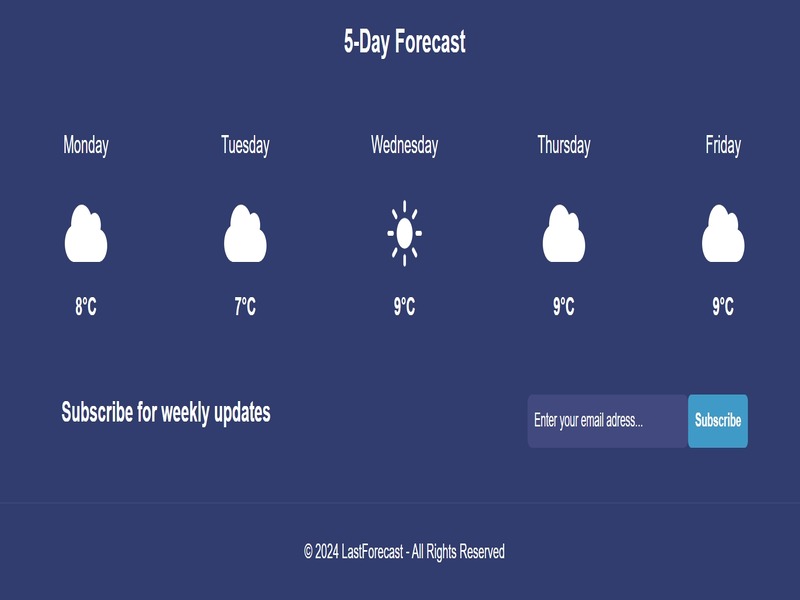 5-Day Forecast
Monday Tuesday Wednesday Thursday Friday
8°C 7°C 9°C 9°C 9°C
Subscribe for weekly updates
Enter your email adress... Subscribe
© 2024 LastForecast - All Rights Reserved